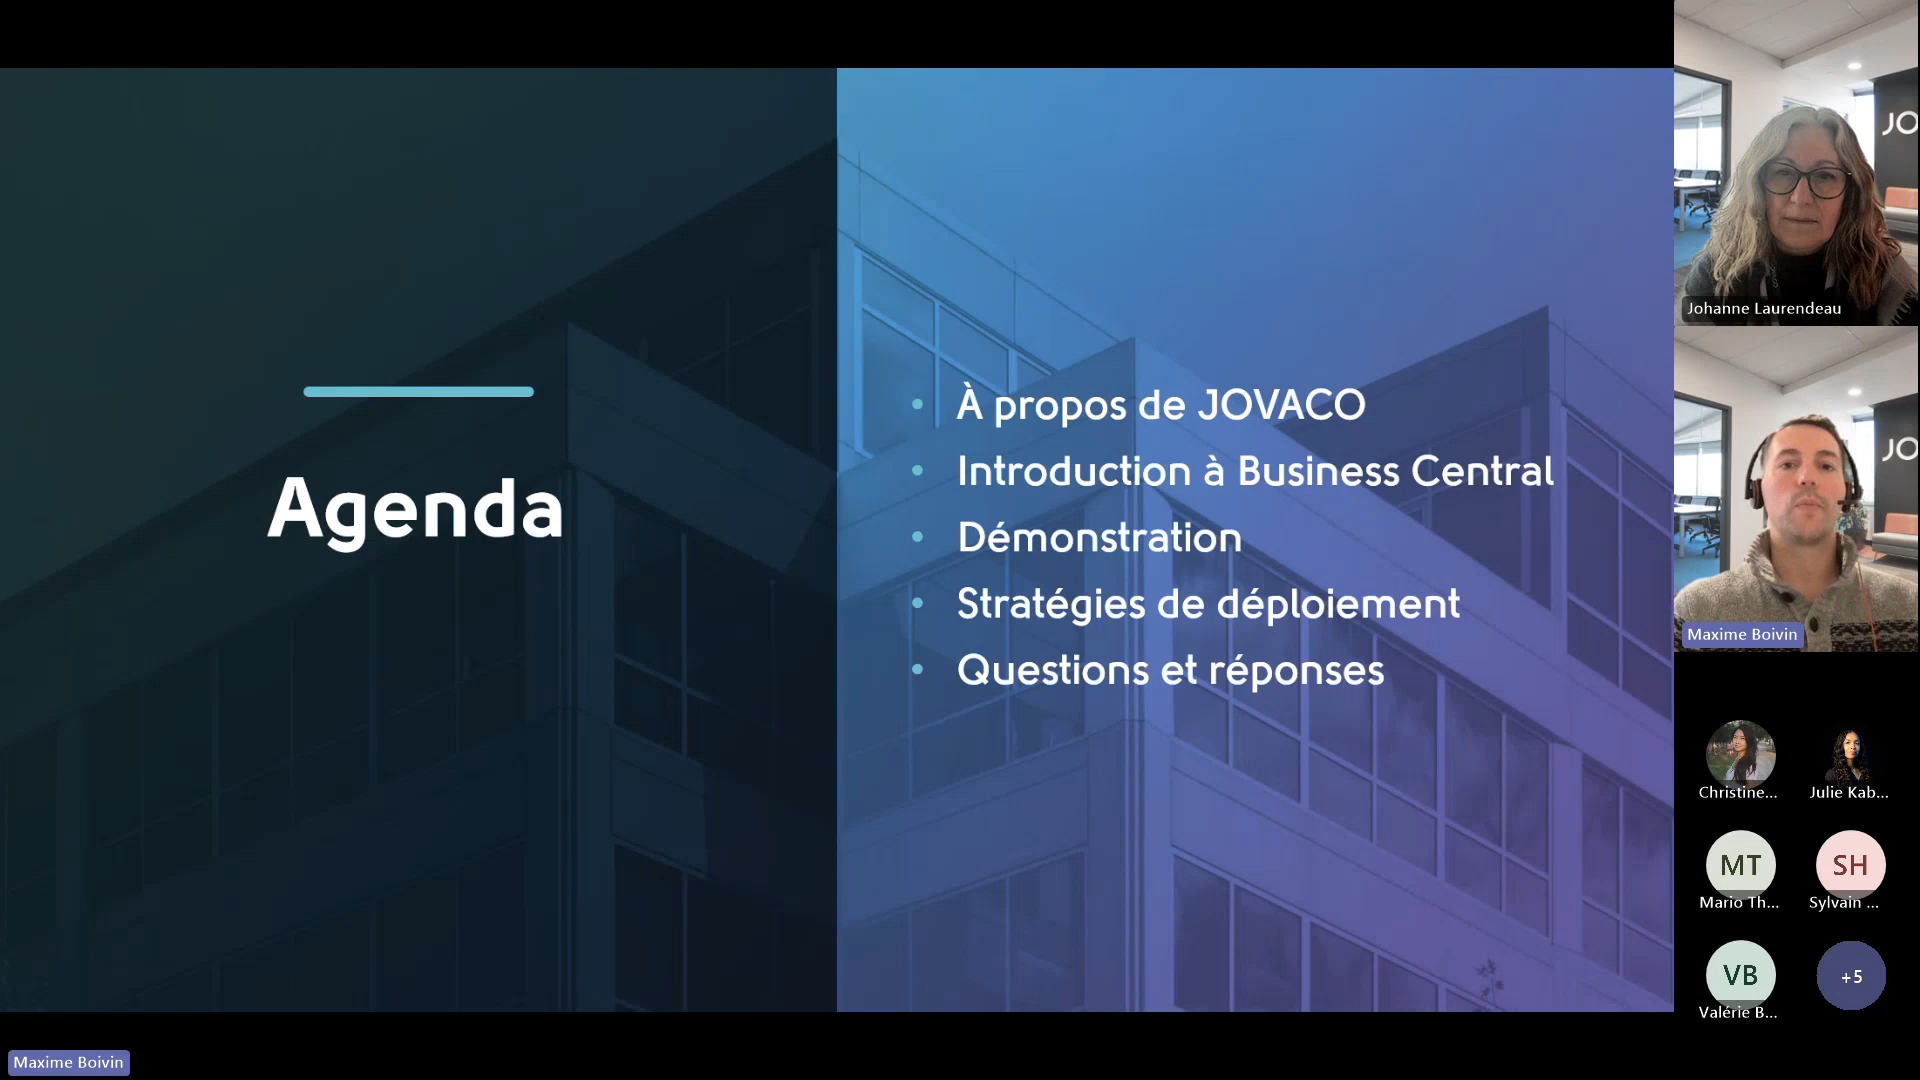 Agenda
À propos de JOVACO
Introduction à Business Central
Démonstration
Stratégies de déploiement
Questions et réponses
JO
Johanne Laurendeau
JO
Maxime Boivin
Christine...
Julie Kab...
MT
Mario Th...
SH
Sylvain ...
VB
Valérie B...
+5
Maxime Boivin